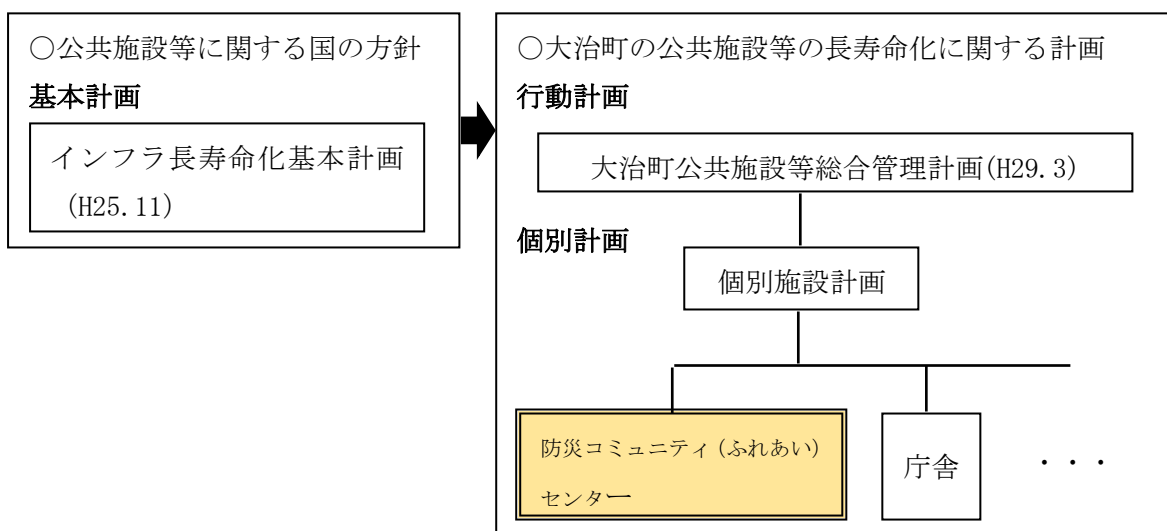 ○公共施設等に関する国の方針
基本計画
インフラ長寿命化基本計画
(H25.11)
○大治町の公共施設等の長寿命化に関する計画
行動計画
大治町公共施設等総合管理計画(H29.3)
個別計画
個別施設計画
防災コミュニティ(ふれあい)
センター
庁舎
・・・